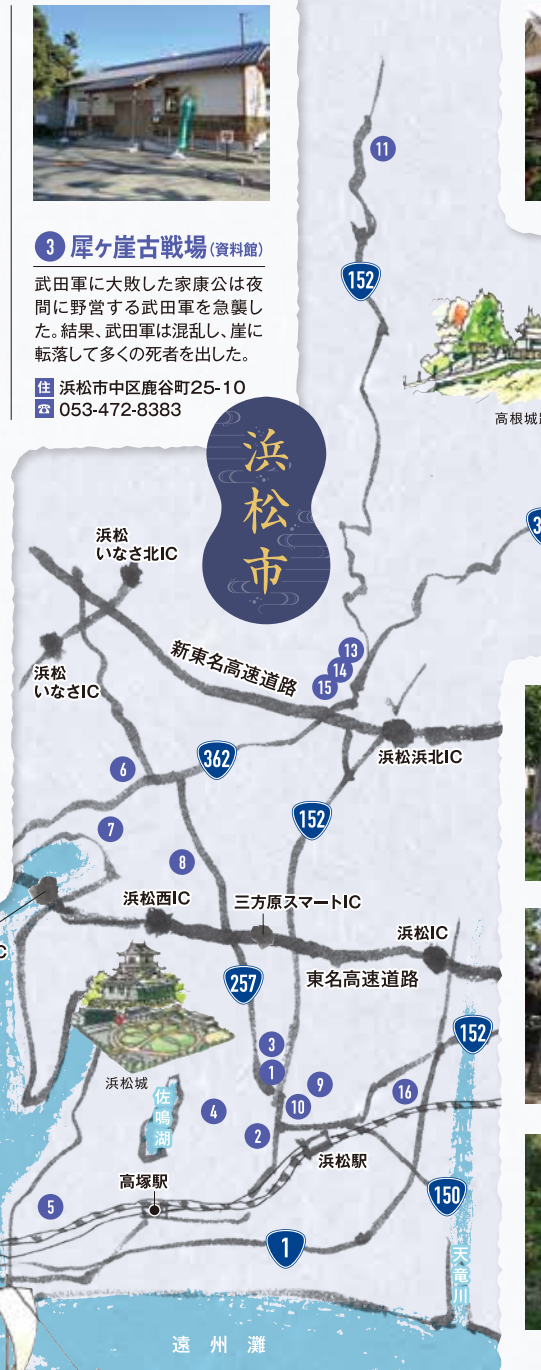 3 犀ヶ崖古戦場(資料館)
武田軍に大敗した家康公は夜
間に野営する武田軍を急襲し
た。結果、武田軍は混乱し、崖に
転落して多くの死者を出した。
住 浜松市中区鹿谷町25-10
☎ 053-472-8383
浜松市
11
152
高根城
浜松
いなさ北IC
浜松
いなさIC
新東名高速道路
13
14
15
浜松浜北IC
6
362
7
152
8
浜松西IC
三方原スマートIC
浜松IC
C
257
東名高速道路
浜松城
3
1
152
佐鳴湖
4
9
10
16
2
浜松駅
高塚駅
5
150
1
天竜川
遠州灘